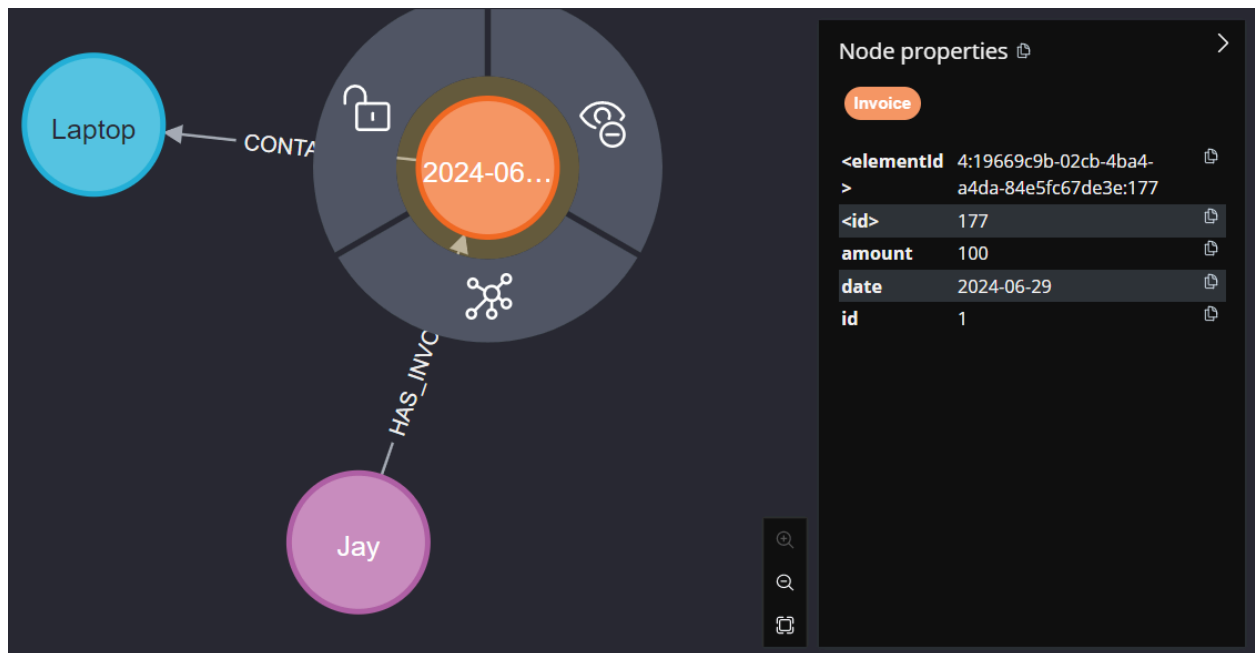 Laptop
CONTA
2024-06...
HAS_INVO
Jay
Node properties
Invoice
<elementId> 4:19669c9b-02cb-4ba4-
a4da-84e5fc67de3e:177
<id> 177
amount 100
date 2024-06-29
id 1